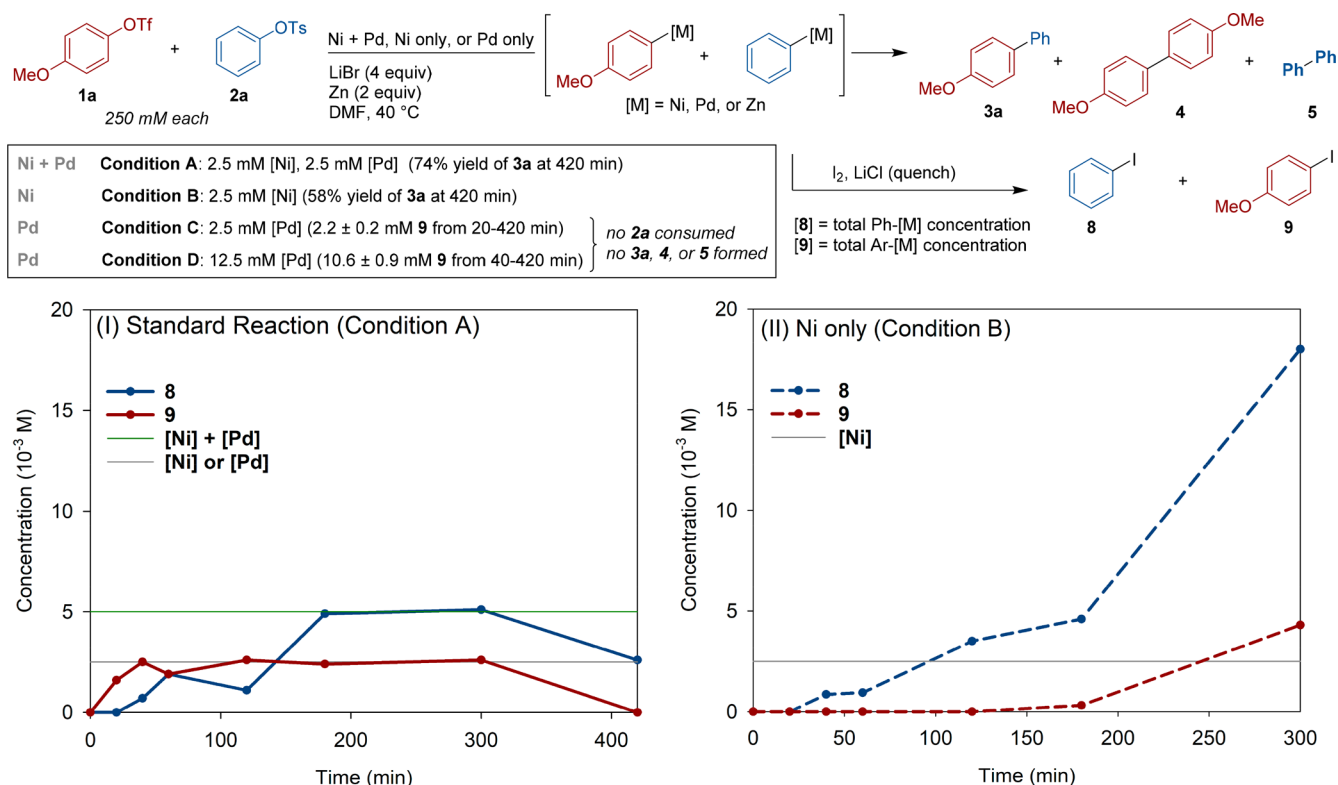 OTf
MeO
1a
+
OTs
2a
250 mM each
Ni + Pd, Ni only, or Pd only
LiBr (4 equiv)
Zn (2 equiv)
DMF, 40 °C
[M]
MeO
+
[M]
[M] = Ni, Pd, or Zn
Ph
MeO
3a
+
OMe
MeO
4
+
Ph
Ph
5
Ni + Pd Condition A: 2.5 mM [Ni], 2.5 mM [Pd] (74% yield of 3a at 420 min)
Ni Condition B: 2.5 mM [Ni] (58% yield of 3a at 420 min)
Pd Condition C: 2.5 mM [Pd] (2.2 ± 0.2 mM 9 from 20-420 min)
Pd Condition D: 12.5 mM [Pd] (10.6 ± 0.9 mM 9 from 40-420 min)
no 2a consumed
no 3a, 4, or 5 formed
I2, LiCl (quench)
[8] = total Ph-[M] concentration
[9] = total Ar-[M] concentration
I
8
+
I
MeO
9
(I) Standard Reaction (Condition A)
8
9
[Ni] + [Pd]
[Ni] or [Pd]
Concentration (10-3 M)
20
15
10
5
0
0 100 200 300 400
Time (min)
(II) Ni only (Condition B)
8
9
[Ni]
Concentration (10-3 M)
20
15
10
5
0
0 50 100 150 200 250 300
Time (min)